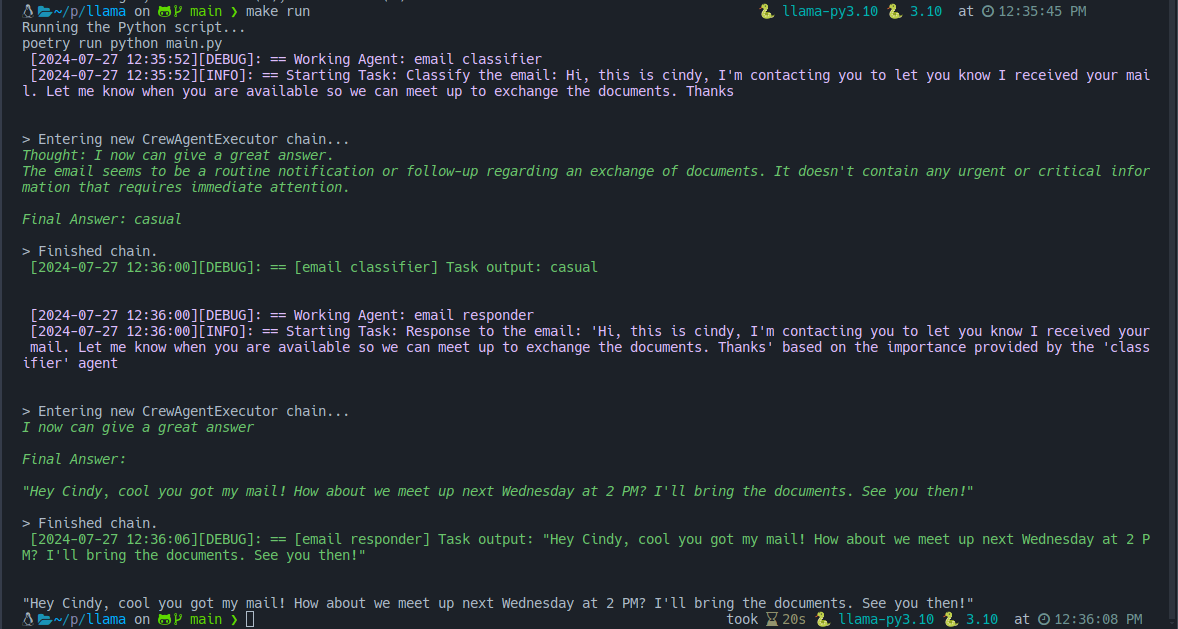 ~/p/llama on main ❯ make run llama-py3.10 3.10 at 12:35:45 PM
Running the Python script...
poetry run python main.py
[2024-07-27 12:35:52][DEBUG]: == Working Agent: email classifier
[2024-07-27 12:35:52][INFO]: == Starting Task: Classify the email: Hi, this is cindy, I'm contacting you to let you know I received your mai
l. Let me know when you are available so we can meet up to exchange the documents. Thanks
> Entering new CrewAgentExecutor chain...
Thought: I now can give a great answer.
The email seems to be a routine notification or follow-up regarding an exchange of documents. It doesn't contain any urgent or critical infor
mation that requires immediate attention.
Final Answer: casual
> Finished chain.
[2024-07-27 12:36:00][DEBUG]: == [email classifier] Task output: casual
[2024-07-27 12:36:00][DEBUG]: == Working Agent: email responder
[2024-07-27 12:36:00][INFO]: == Starting Task: Response to the email: 'Hi, this is cindy, I'm contacting you to let you know I received your
mail. Let me know when you are available so we can meet up to exchange the documents. Thanks' based on the importance provided by the 'class
ifier' agent
> Entering new CrewAgentExecutor chain...
I now can give a great answer
Final Answer:
"Hey Cindy, cool you got my mail! How about we meet up next Wednesday at 2 PM? I'll bring the documents. See you then!"
> Finished chain.
[2024-07-27 12:36:06][DEBUG]: == [email responder] Task output: "Hey Cindy, cool you got my mail! How about we meet up next Wednesday at 2 P
M? I'll bring the documents. See you then!"
"Hey Cindy, cool you got my mail! How about we meet up next Wednesday at 2 PM? I'll bring the documents. See you then!"
~/p/llama on main ❯ took 20s llama-py3.10 3.10 at 12:36:08 PM